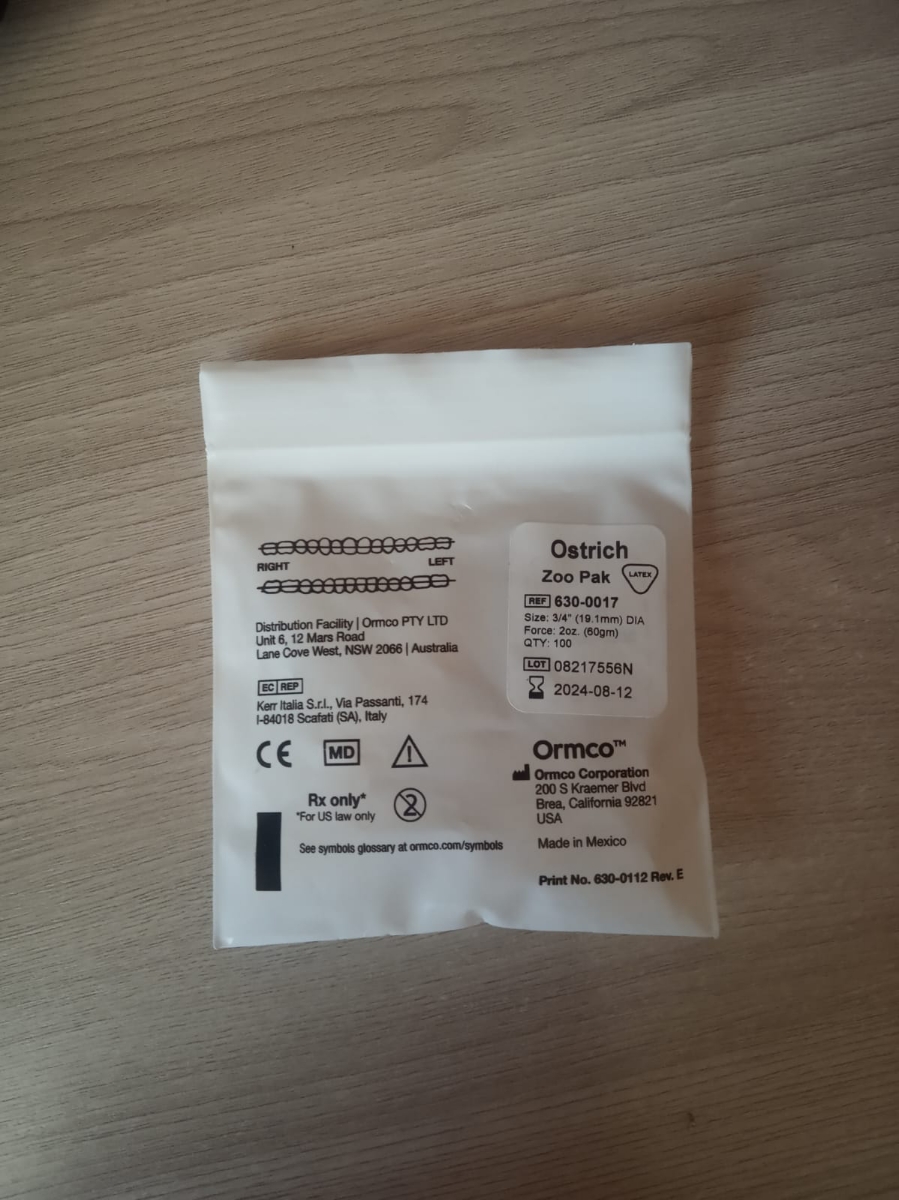 RIGHT
LEFT
Distribution Facility | Ormco PTY LTD
Unit 6, 12 Mars Road
Lane Cove West, NSW 2066 | Australia
EC REP
Kerr Italia S.r.l., Via Passanti, 174
I-84018 Scafati (SA), Italy
CE
MD
Rx only*
*For US law only
2
See symbols glossary at ormco.com/symbols
Ostrich
Zoo Pak
LATEX
REF 630-0017
Size: 3/4" (19.1mm) DIA
Force: 2oz. (60gm)
QTY: 100
LOT 08217556N
2024-08-12
Ormco™
Ormco Corporation
200 S Kraemer Blvd
Brea, California 92821
USA
Made in Mexico
Print No. 630-0112 Rev. E